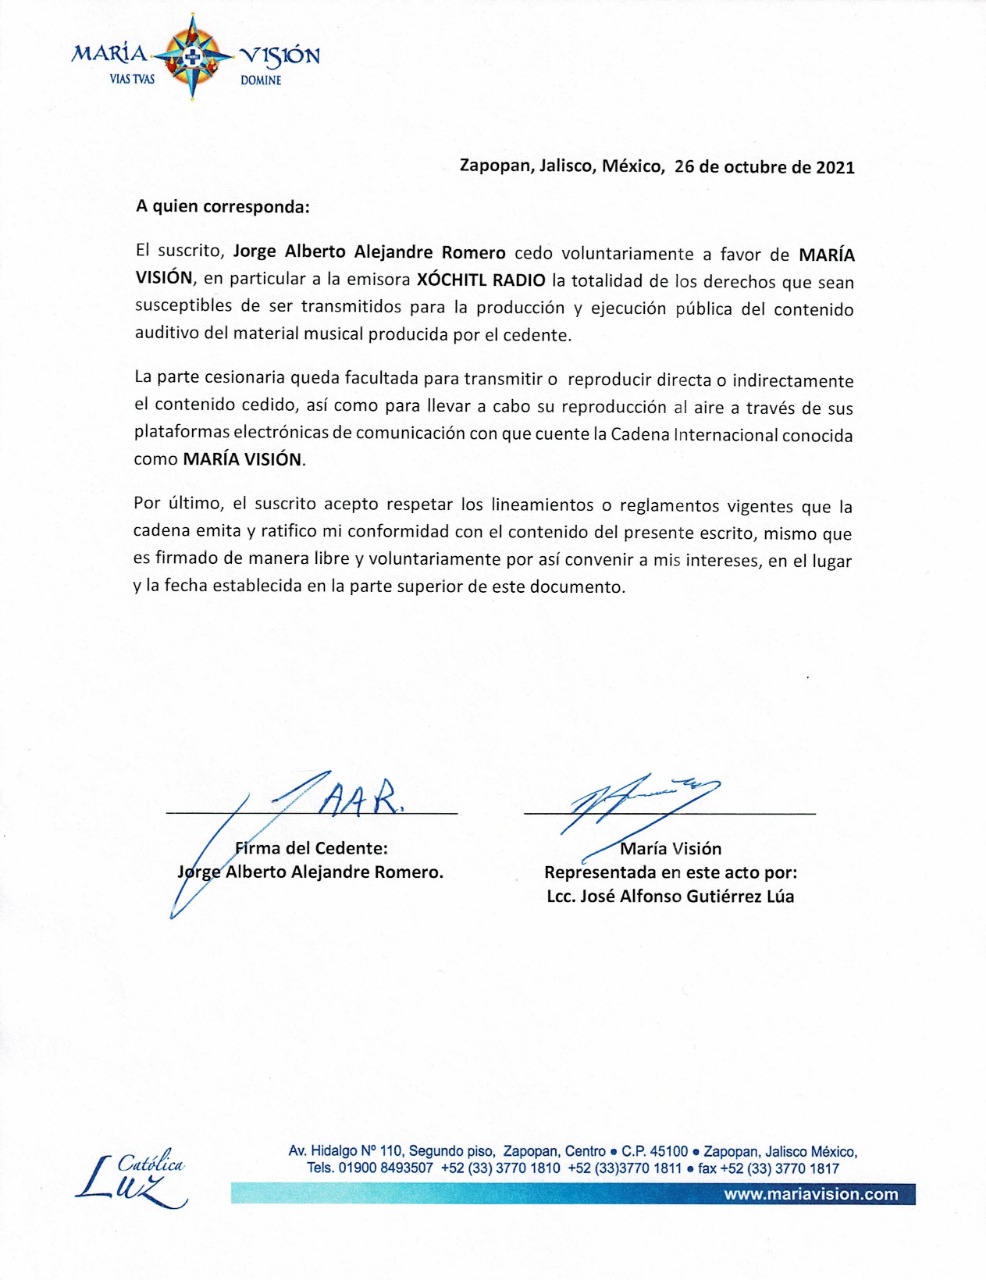 MARÍA VISIÓN
VIAS TVAS DOMINE
Zapopan, Jalisco, México,  26 de octubre de 2021
A quien corresponda:
El suscrito, Jorge Alberto Alejandre Romero cedo voluntariamente a favor de MARÍA
VISIÓN, en particular a la emisora XÓCHITL RADIO la totalidad de los derechos que sean
susceptibles de ser transmitidos para la producción y ejecución pública del contenido
auditivo del material musical producida por el cedente.
La parte cesionaria queda facultada para transmitir o  reproducir directa o indirectamente
el contenido cedido, así como para llevar a cabo su reproducción al aire a través de sus
plataformas electrónicas de comunicación con que cuente la Cadena Internacional conocida
como MARÍA VISIÓN.
Por último, el suscrito acepto respetar los lineamientos o reglamentos vigentes que la
cadena emita y ratifico mi conformidad con el contenido del presente escrito, mismo que
es firmado de manera libre y voluntariamente por así convenir a mis intereses, en el lugar
y la fecha establecida en la parte superior de este documento.
JAAR.
Firma del Cedente:
Jorge Alberto Alejandre Romero.
María Visión
Representada en este acto por:
Lcc. José Alfonso Gutiérrez Lúa
Católica
Luz
Av. Hidalgo Nº 110, Segundo piso,  Zapopan, Centro • C.P. 45100 • Zapopan, Jalisco México,
Tels. 01900 8493507  +52 (33) 3770 1810  +52 (33)3770 1811 • fax +52 (33) 3770 1817
www.mariavision.com